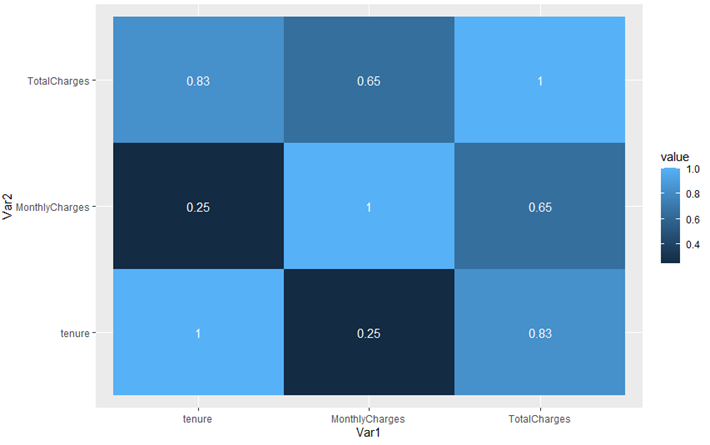 TotalCharges
0.83 0.65 1
MonthlyCharges
0.25 1 0.65
tenure
1 0.25 0.83
tenure MonthlyCharges TotalCharges
Var1
Var2
value
1.0
0.8
0.6
0.4